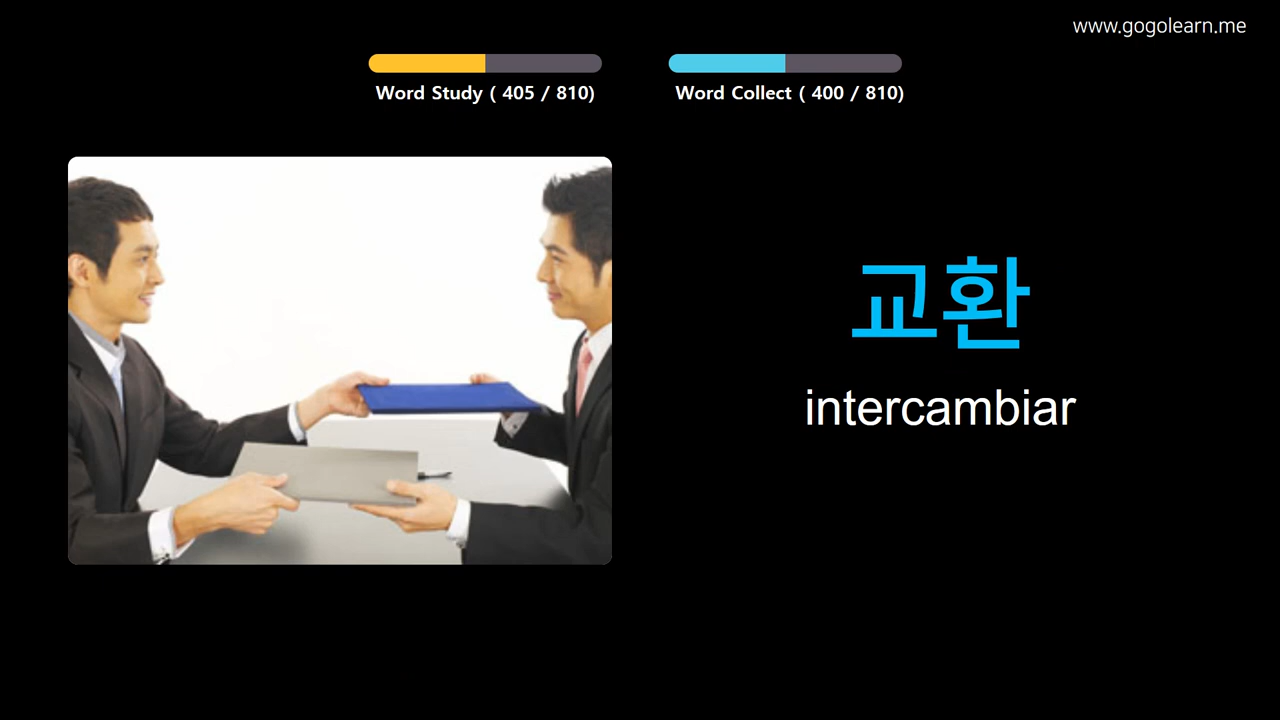 www.gogolearn.me
Word Study ( 405 / 810)
Word Collect ( 400 / 810)
교환
intercambiar